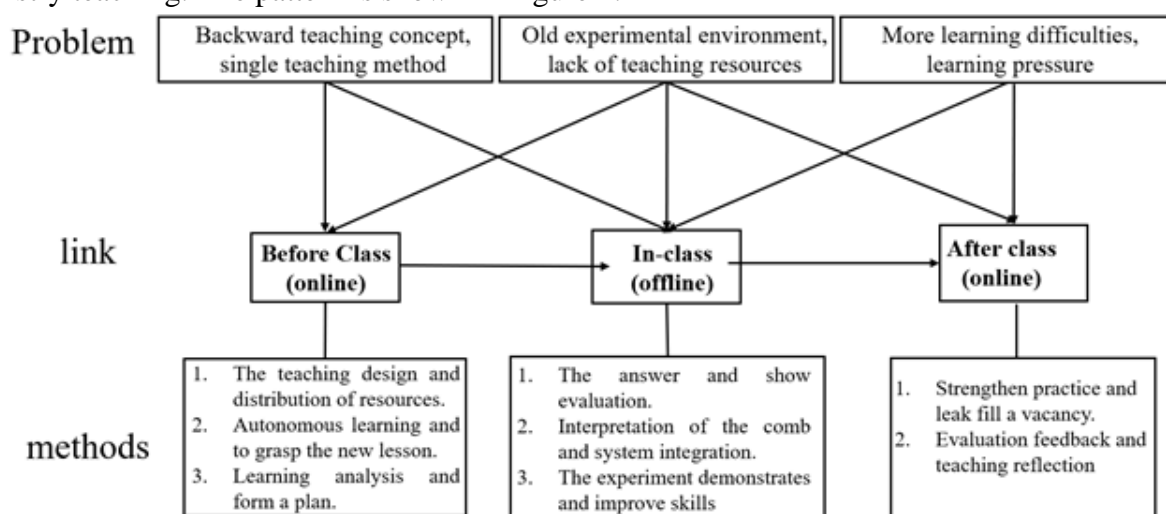 Problem
Backward teaching concept,
single teaching method
Old experimental environment,
lack of teaching resources
More learning difficulties,
learning pressure
link
Before Class
(online)
In-class
(offline)
After class
(online)
methods
1. The teaching design and
distribution of resources.
2. Autonomous learning and
to grasp the new lesson.
3. Learning analysis and
form a plan.
1. The answer and show
evaluation.
2. Interpretation of the comb
and system integration.
3. The experiment demonstrates
and improve skills
1. Strengthen practice and
leak fill a vacancy.
2. Evaluation feedback and
teaching reflection